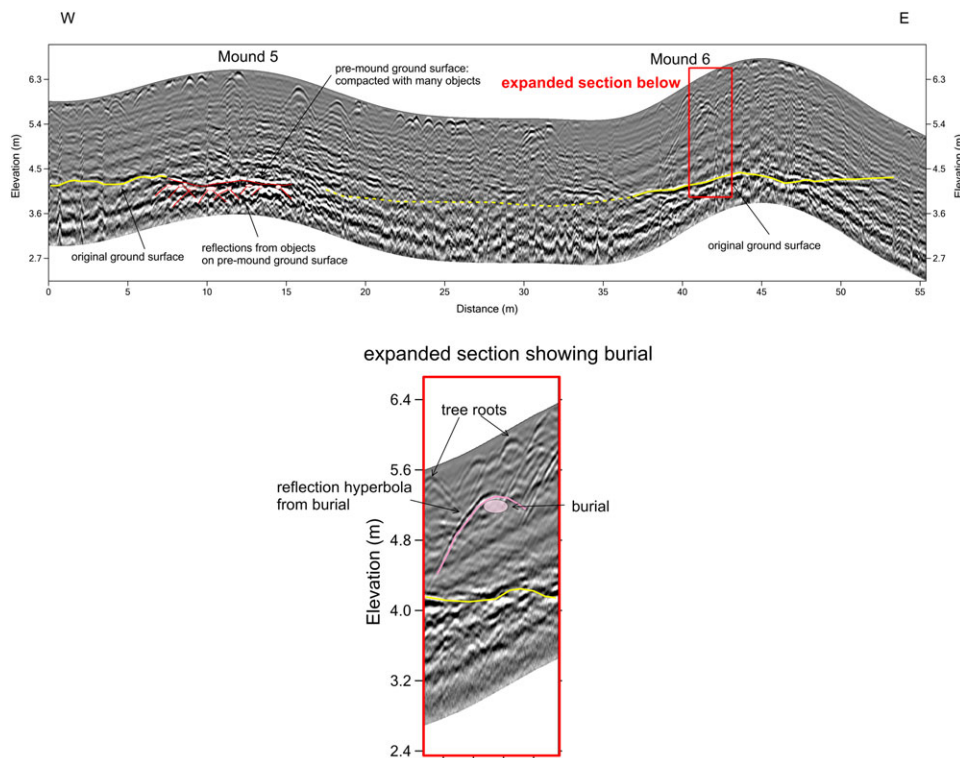 W
E
Mound 5
pre-mound ground surface:
compacted with many objects
Mound 6
expanded section below
6.3
5.4
4.5
3.6
2.7
Elevation (m)
6.3
5.4
4.5
3.6
2.7
Elevation (m)
original ground surface
reflections from objects
on pre-mound ground surface
original ground surface
0 5 10 15 20 25 30 35 40 45 50 55
Distance (m)
expanded section showing burial
6.4
5.6
4.8
4.0
3.2
2.4
Elevation (m)
tree roots
reflection hyperbola
from burial
burial